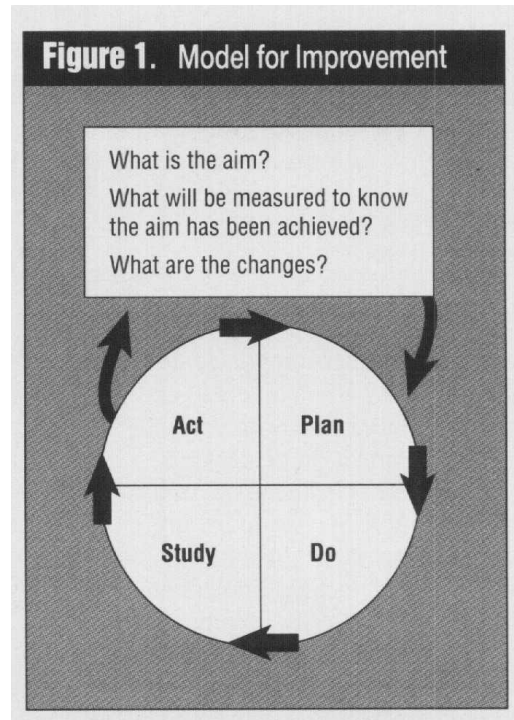 Figure 1. Model for Improvement
What is the aim?
What will be measured to know
the aim has been achieved?
What are the changes?
Act
Plan
Study
Do